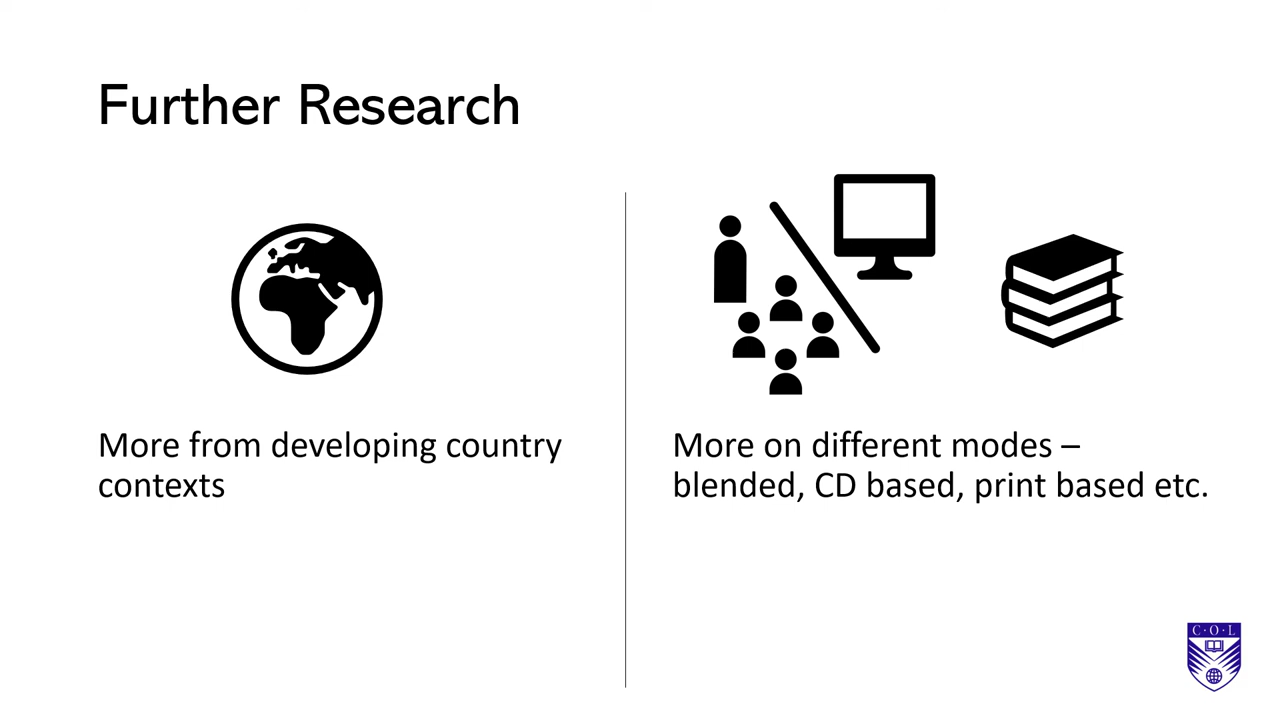 Further Research
More from developing country
contexts
More on different modes –
blended, CD based, print based etc.
C·O·L